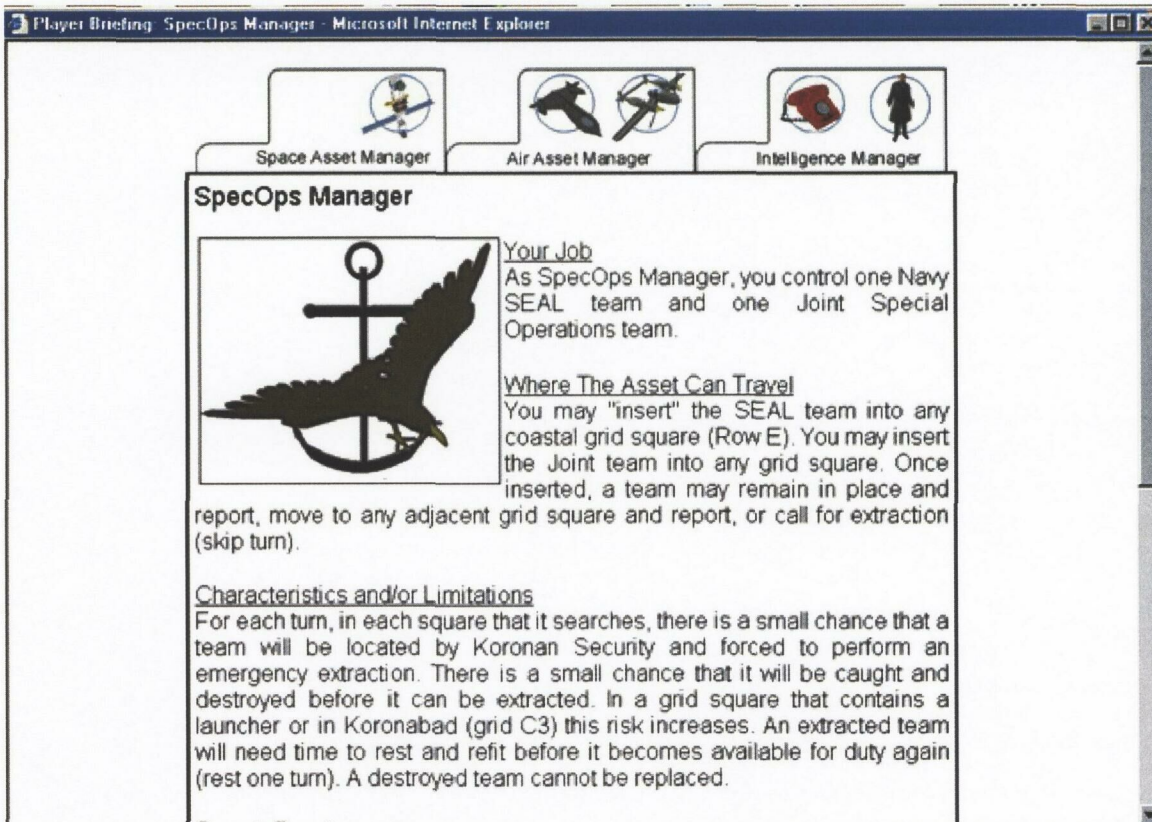 Player Briefing: SpecOps Manager - Microsoft Internet Explorer
Space Asset Manager
Air Asset Manager
Intelligence Manager
SpecOps Manager
Your Job
As SpecOps Manager, you control one Navy
SEAL team and one Joint Special
Operations team.
Where The Asset Can Travel
You may "insert" the SEAL team into any
coastal grid square (Row E). You may insert
the Joint team into any grid square. Once
inserted, a team may remain in place and
report, move to any adjacent grid square and report, or call for extraction
(skip turn).
Characteristics and/or Limitations
For each turn, in each square that it searches, there is a small chance that a
team will be located by Koronan Security and forced to perform an
emergency extraction. There is a small chance that it will be caught and
destroyed before it can be extracted. In a grid square that contains a
launcher or in Koronabad (grid C3) this risk increases. An extracted team
will need time to rest and refit before it becomes available for duty again
(rest one turn). A destroyed team cannot be replaced.